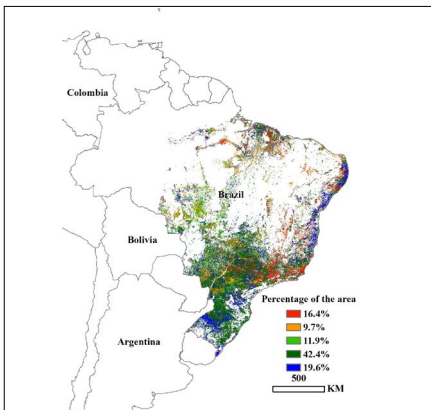 Colombia
Brazil
Bolivia
Percentage of the area
16.4%
9.7%
11.9%
Argentina
42.4%
19.6%
500
KM